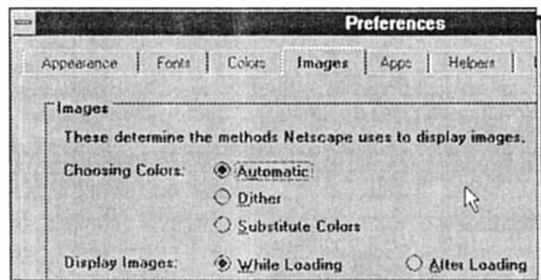 Preferences
Appearance Fonts Colors Images Apps Helpers
Images
These determine the methods Netscape uses to display images.
Choosing Colors: Automatic
Dither
Substitute Colors
Display Images: While Loading After Loading